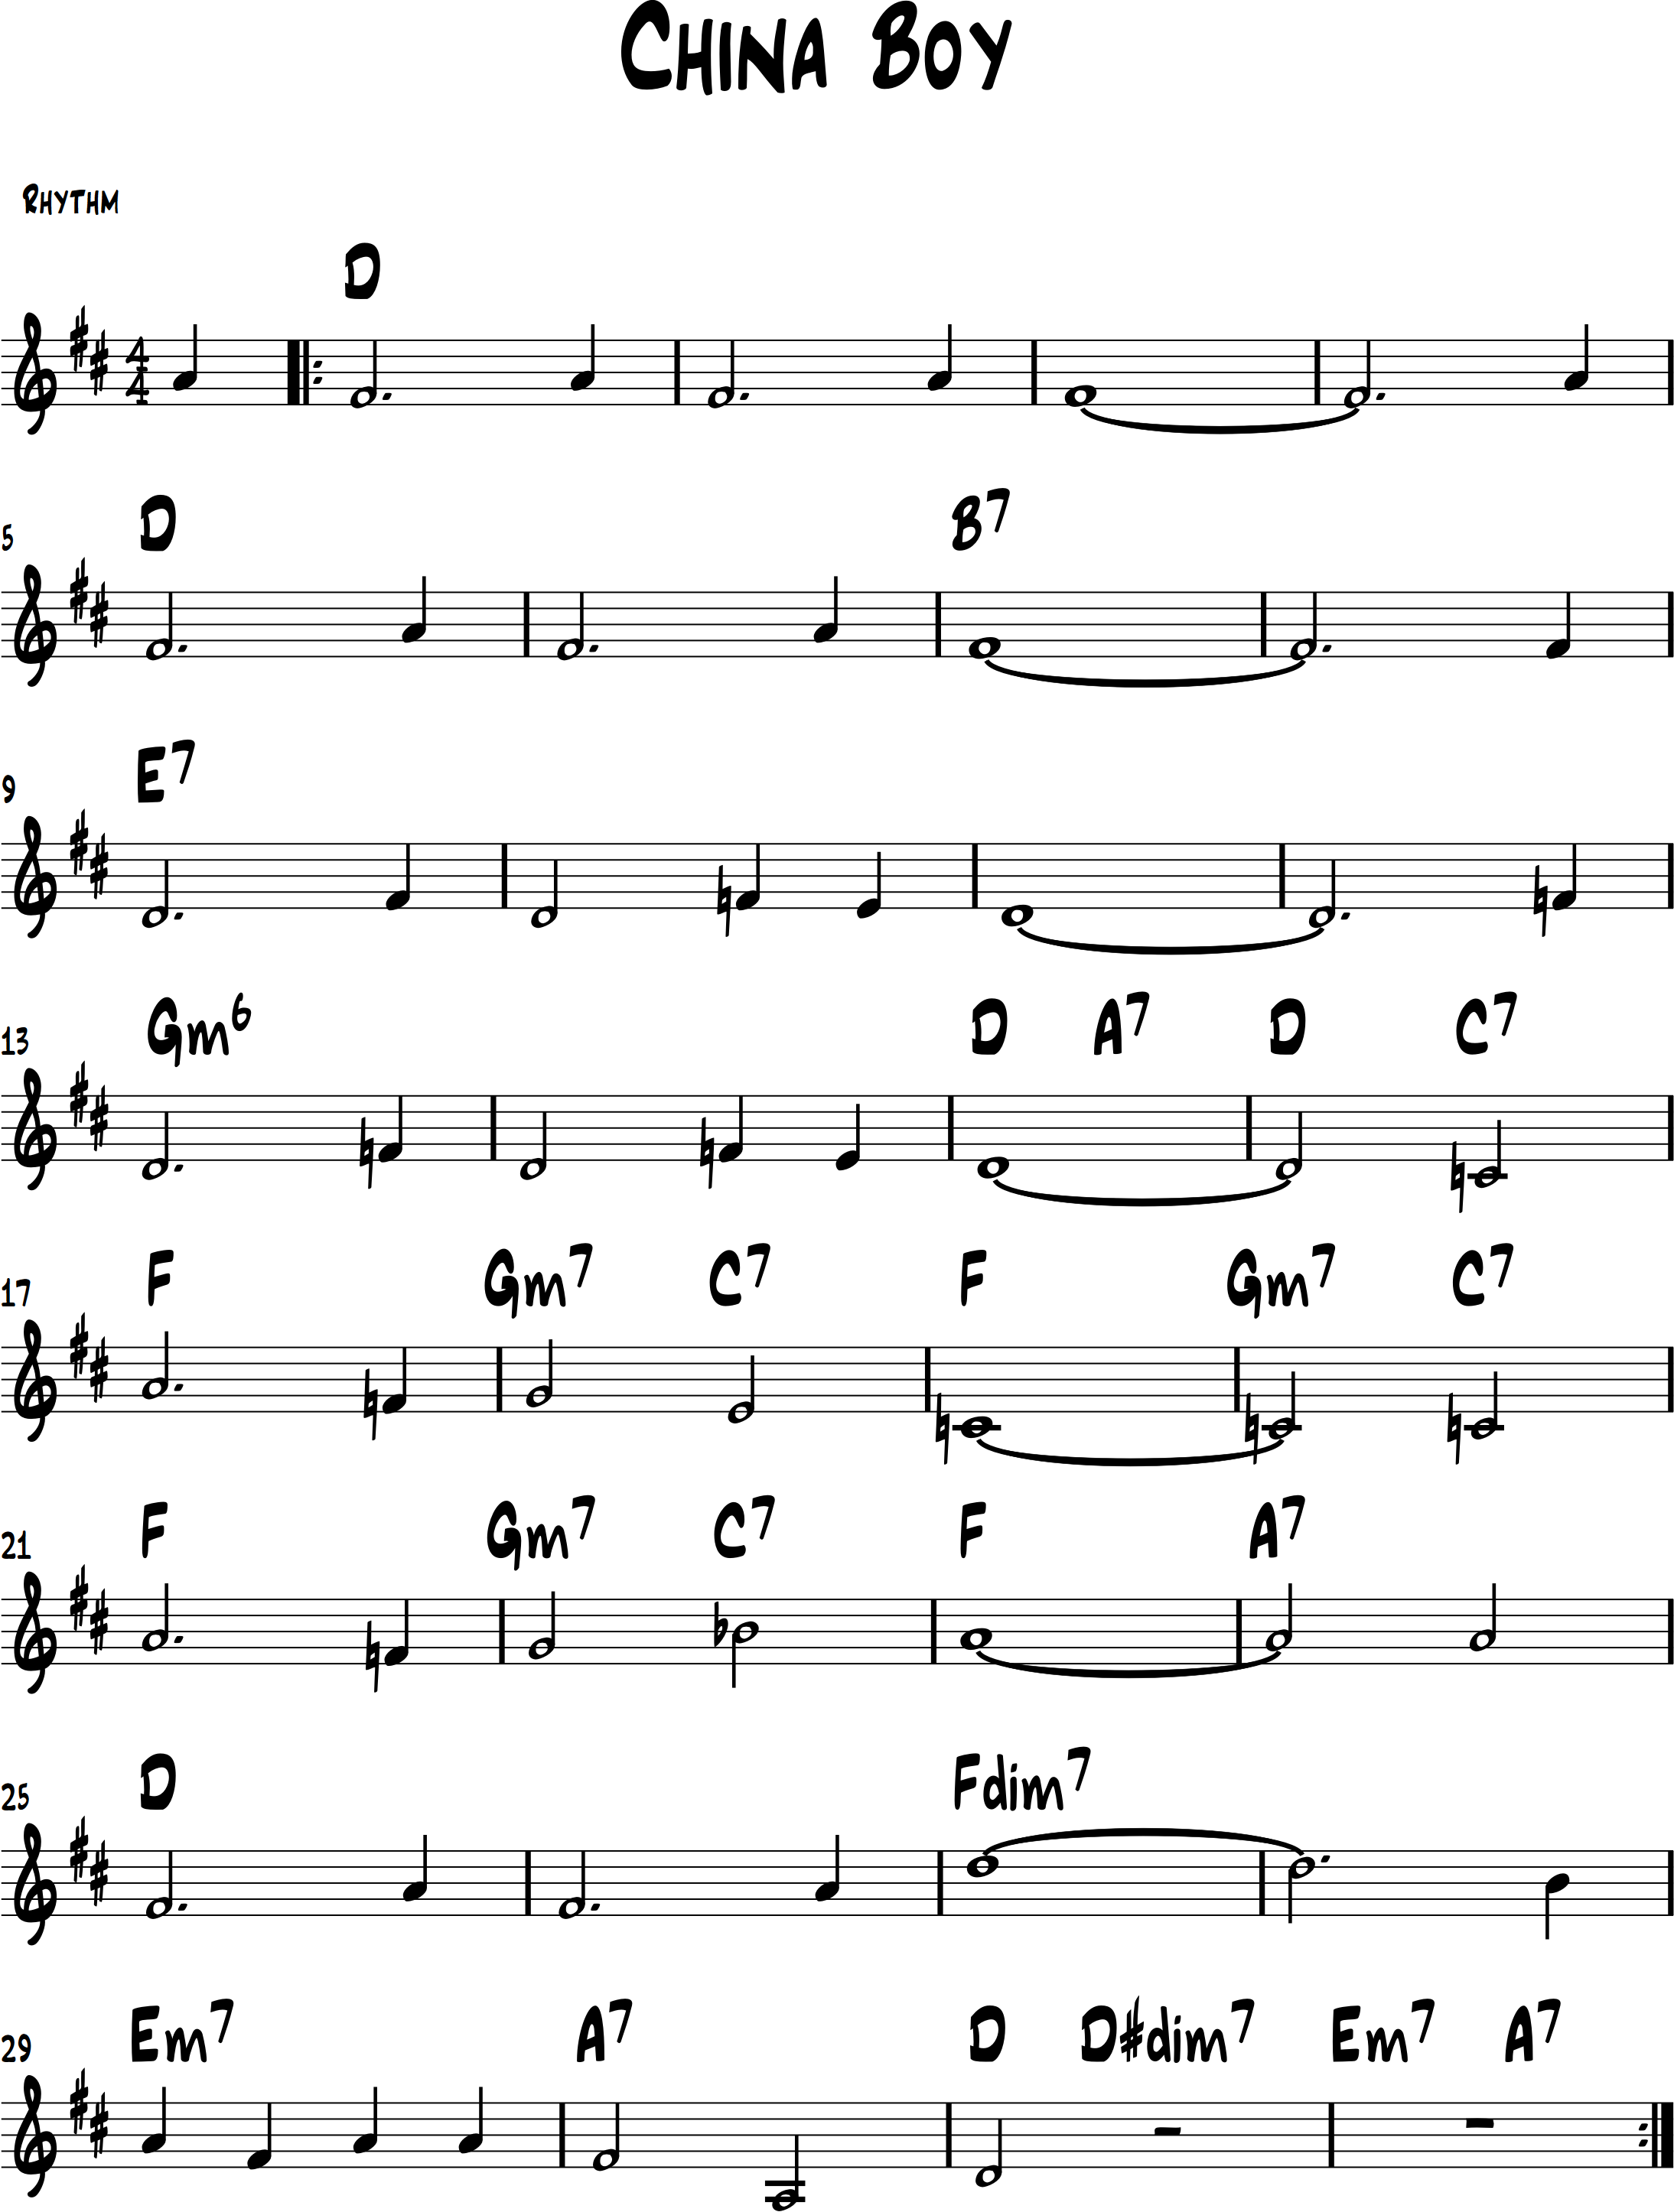 China Boy
Rhythm
D
4
4
5 D B7
9 E7
13 Gm6 D A7 D C7
17 F Gm7 C7 F Gm7 C7
21 F Gm7 C7 F A7
25 D Fdim7
29 Em7 A7 D D#dim7 Em7 A7